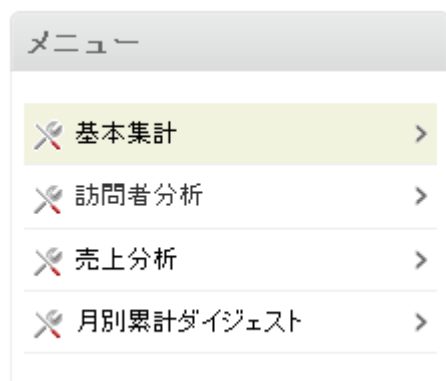 メニュー
基本集計
訪問者分析
売上分析
月別累計ダイジェスト